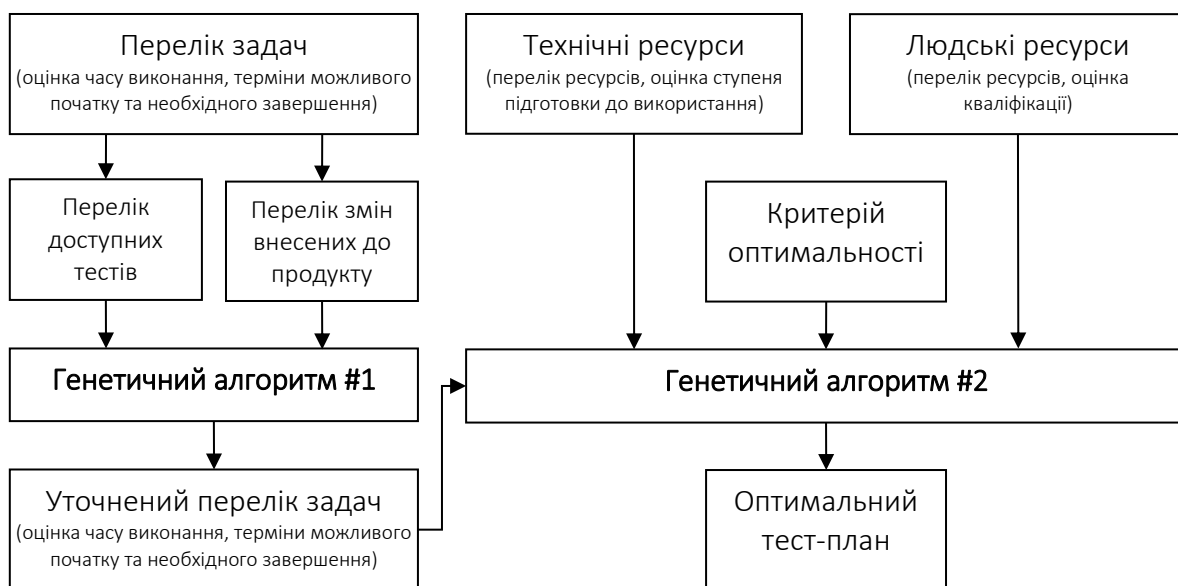 Перелік задач
(оцінка часу виконання, терміни можливого
початку та необхідного завершення)
Технічні ресурси
(перелік ресурсів, оцінка ступеня
підготовки до використання)
Людські ресурси
(перелік ресурсів, оцінка
кваліфікації)
Перелік
доступних
тестів
Перелік змін
внесених до
продукту
Критерій
оптимальності
Генетичний алгоритм #1
Генетичний алгоритм #2
Уточнений перелік задач
(оцінка часу виконання, терміни можливого
початку та необхідного завершення)
Оптимальний
тест-план